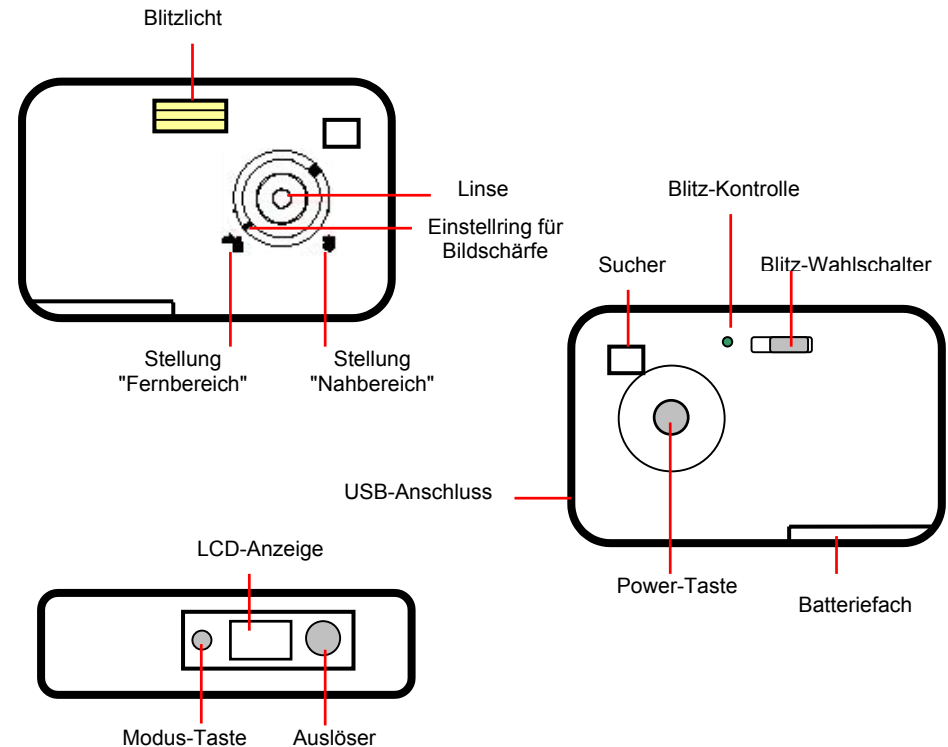 Blitzlicht
Linse
Einstellring für
Bildschärfe
Stellung
"Fernbereich"
Stellung
"Nahbereich"
Blitz-Kontrolle
Sucher
Blitz-Wahlschalter
USB-Anschluss
Power-Taste
Batteriefach
LCD-Anzeige
Modus-Taste
Auslöser